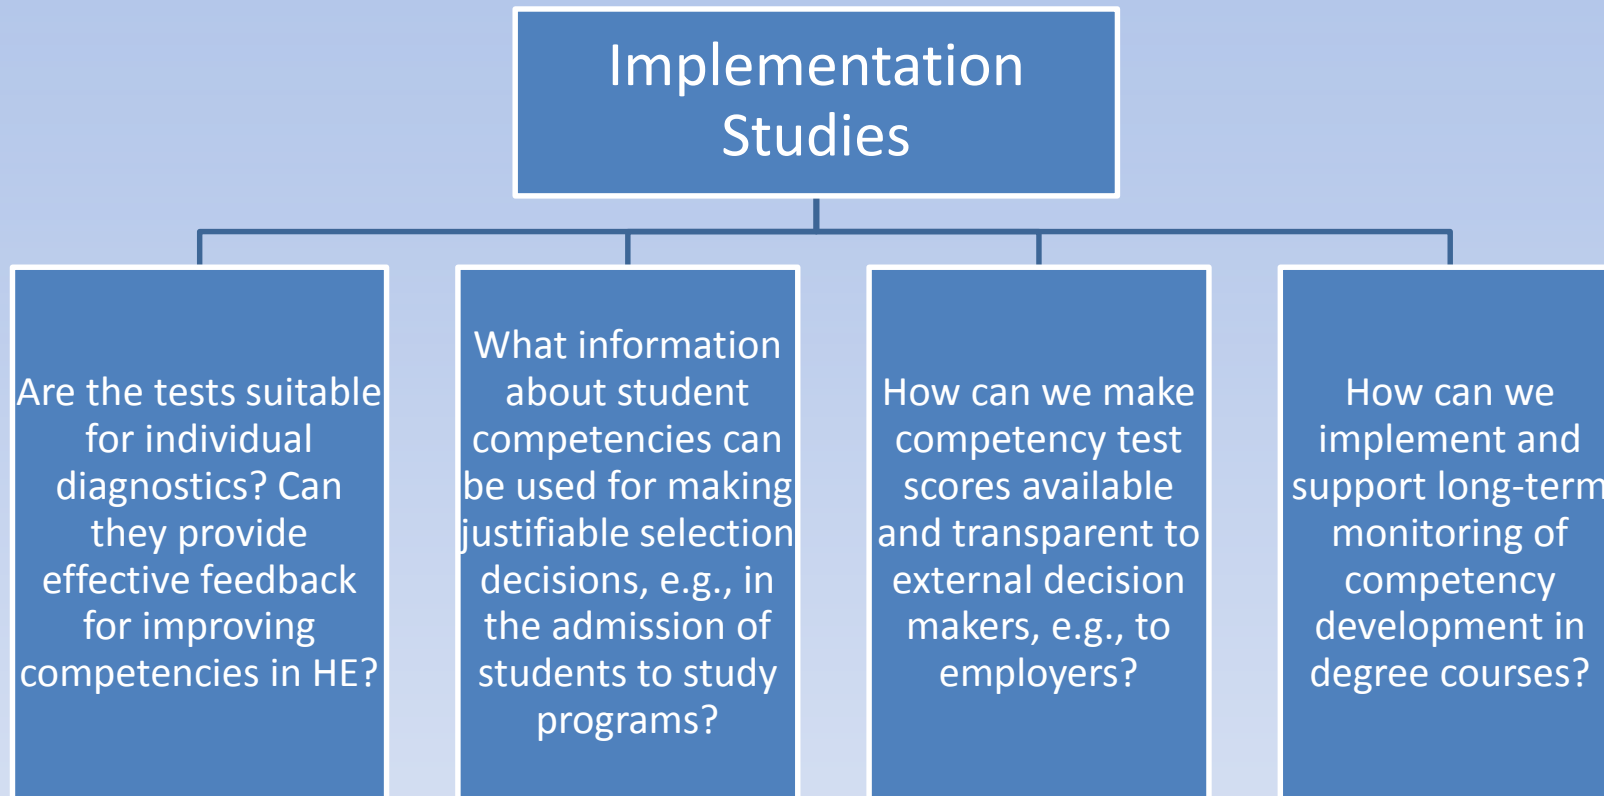 Implementation
Studies
Are the tests suitable
for individual
diagnostics? Can
they provide
effective feedback
for improving
competencies in HE?
What information
about student
competencies can
be used for making
justifiable selection
decisions, e.g., in
the admission of
students to study
programs?
How can we make
competency test
scores available
and transparent to
external decision
makers, e.g., to
employers?
How can we
implement and
support long-term
monitoring of
competency
development in
degree courses?